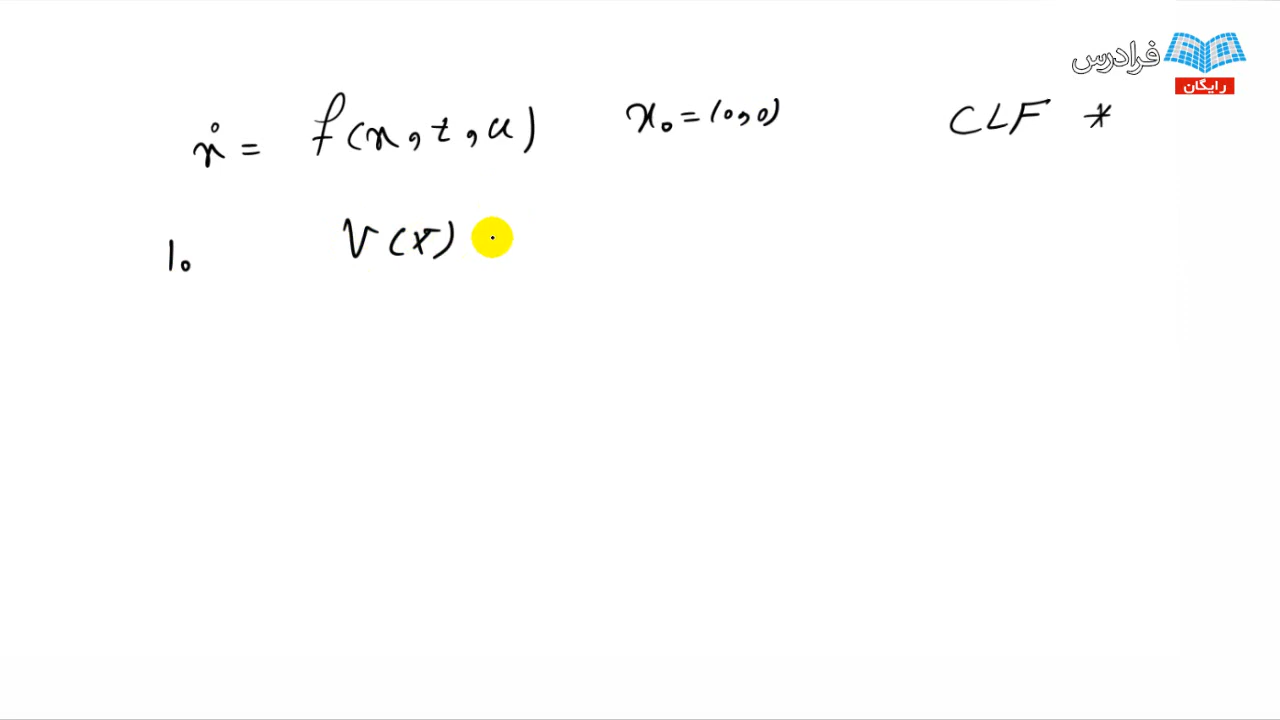 فرادرس
رایگان
ẋ = f(x, t, u) x₀ = (0, 0) CLF *
1. V(x)